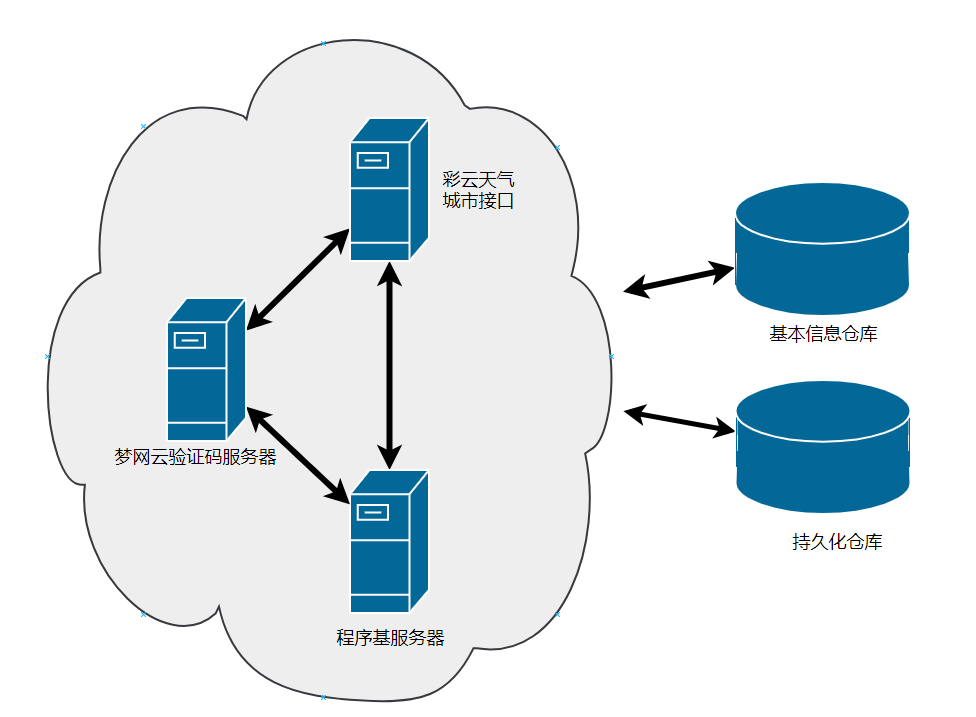 彩云天气
城市接口
基本信息仓库
梦网云验证码服务器
持久化仓库
程序基服务器